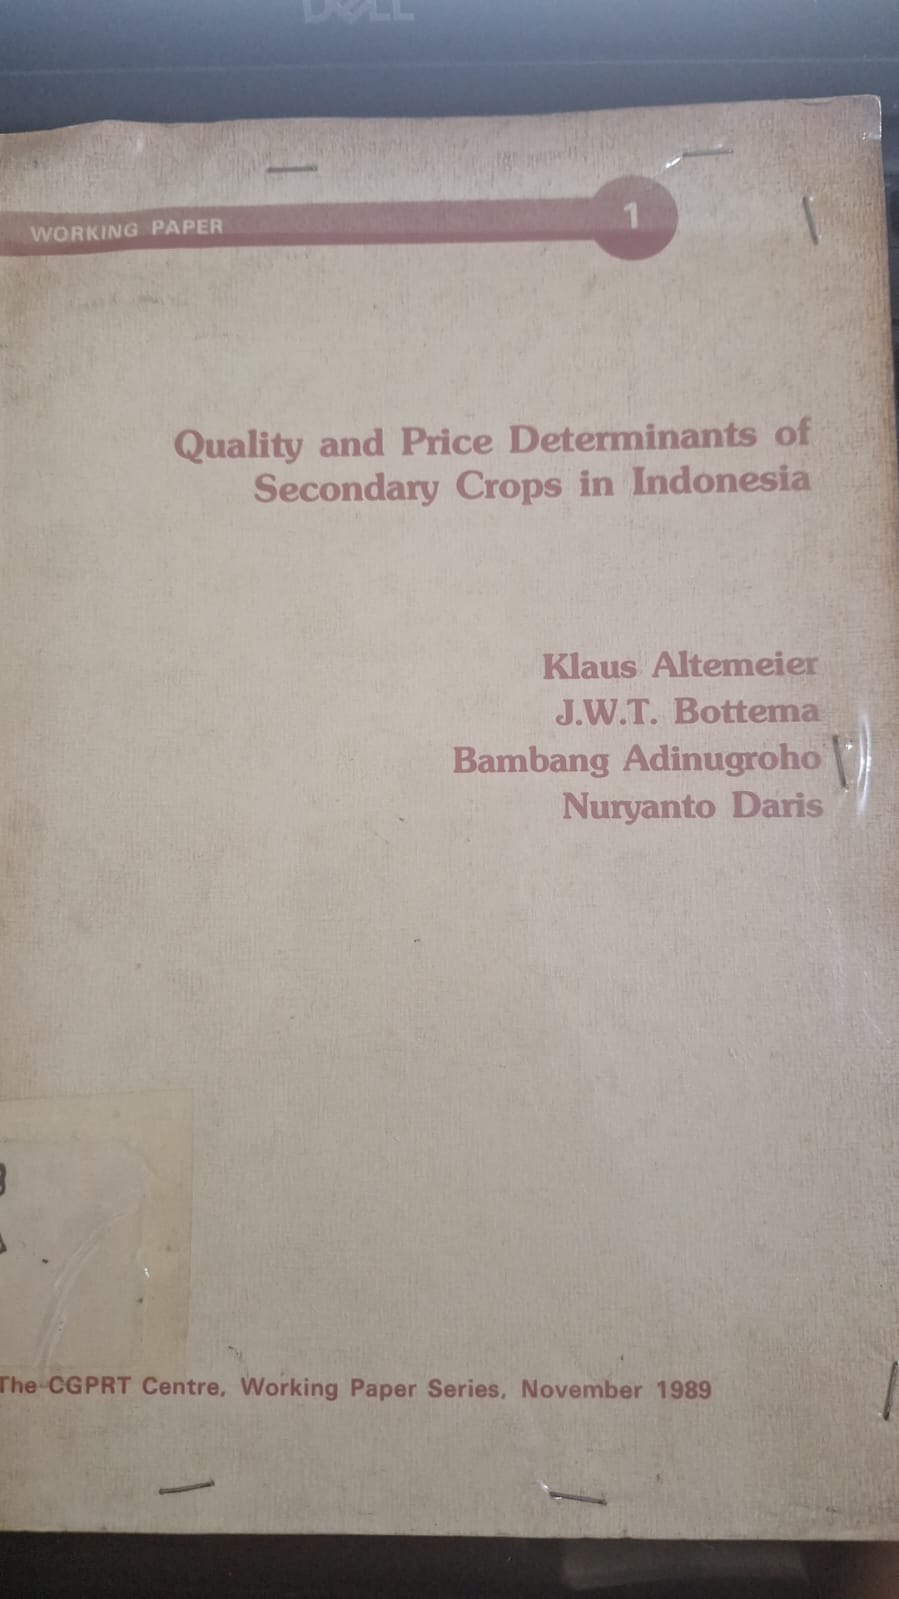 DELL
WORKING PAPER 1
Quality and Price Determinants of
Secondary Crops in Indonesia
Klaus Altemeier
J.W.T. Bottema
Bambang Adinugroho
Nuryanto Daris
The CGPRT Centre, Working Paper Series, November 1989